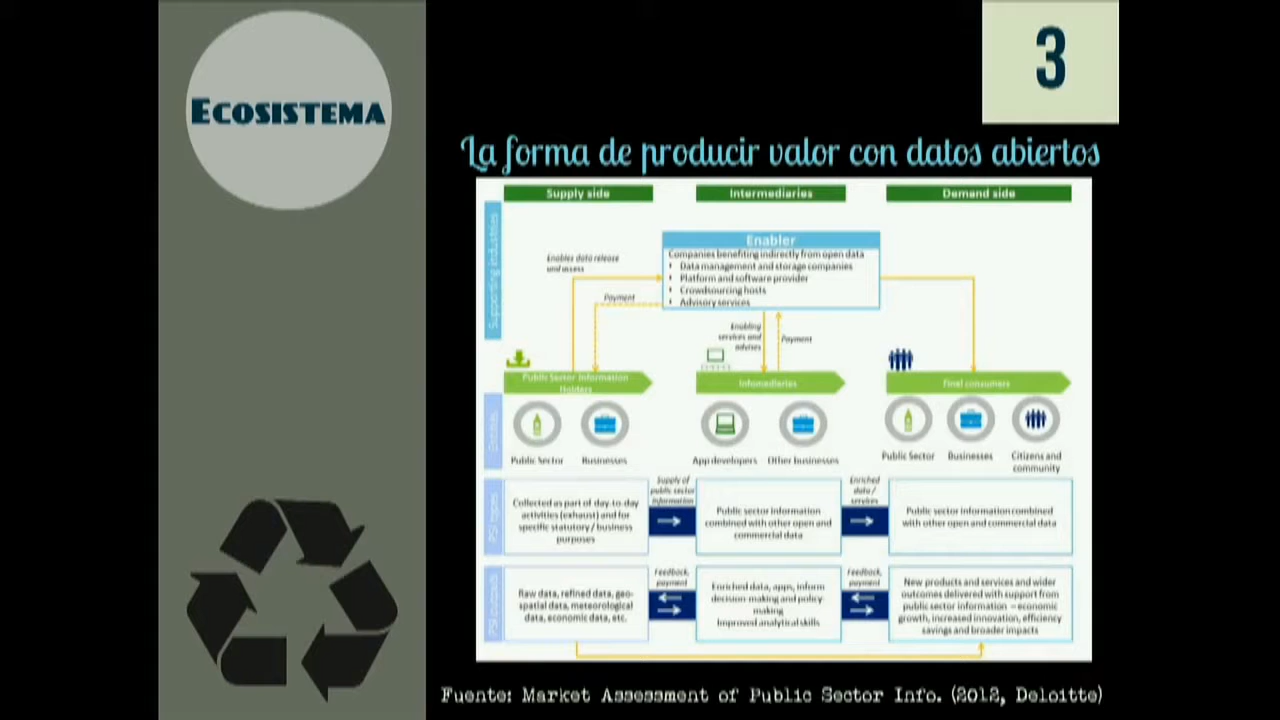 Ecosistema
3
La forma de producir valor con datos abiertos
Supply side
Intermediaries
Demand side
Supporting industries
Enabler
Companies benefiting indirectly from open data
• Data management and storage companies
• Platform and software provider
• Crowdsourcing hosts
• Advisory services
Enables data release
and assess
Payment
Enabling
services and
advises
Payment
Public Sector Information
Holders
Infomediaries
Final consumers
Public Sector
Businesses
App developers
Other businesses
Public Sector
Businesses
Citizens and
community
PSI types
Collected as part of day-to-day
activities (exhaust) and for
specific statutory / business
purposes
Supply of
public sector
information
Public sector information
combined with other open and
commercial data
Enriched
data /
services
Public sector information combined
with other open and commercial data
Raw data, refined data, geo-
spatial data, meteorological
data, economic data, etc.
Feedback,
payment
Enriched data, apps, inform
decision-making and policy-
making
Improved analytical skills
Feedback,
payment
New products and services and wider
outcomes delivered with support from
public sector information – economic
growth, increased innovation, efficiency
savings and broader impacts
Fuente: Market Assessment of Public Sector Info. (2012, Deloitte)